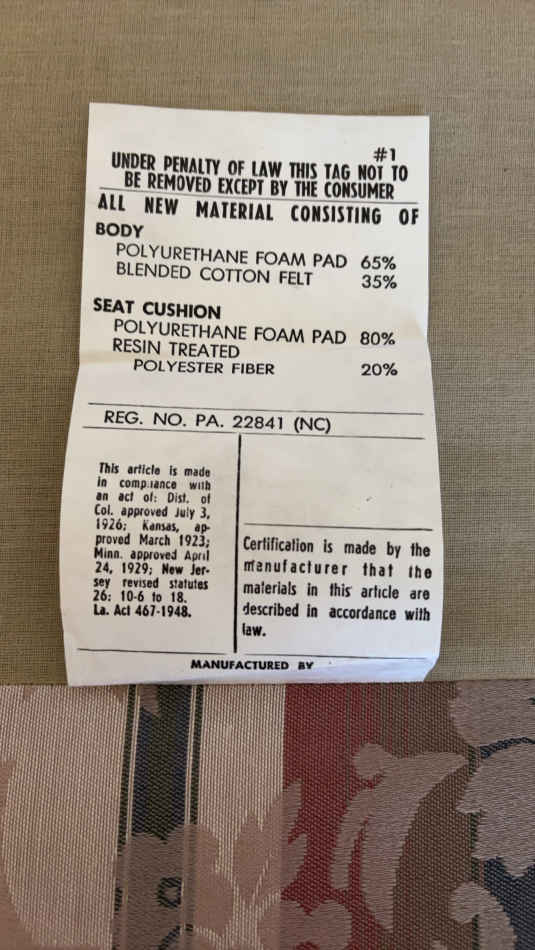 #1
UNDER PENALTY OF LAW THIS TAG NOT TO
BE REMOVED EXCEPT BY THE CONSUMER
ALL NEW MATERIAL CONSISTING OF
BODY
POLYURETHANE FOAM PAD 65%
BLENDED COTTON FELT 35%
SEAT CUSHION
POLYURETHANE FOAM PAD 80%
RESIN TREATED
POLYESTER FIBER 20%
REG. NO. PA. 22841 (NC)
This article is made
in compliance with
an act of: Dist. of
Col. approved July 3,
1926; Kansas, ap-
proved March 1923;
Minn. approved April
24, 1929; New Jer-
sey revised statutes
26: 10-6 to 18.
La. Act 467-1948.
Certification is made by the
manufacturer that the
materials in this article are
described in accordance with
law.
MANUFACTURED BY